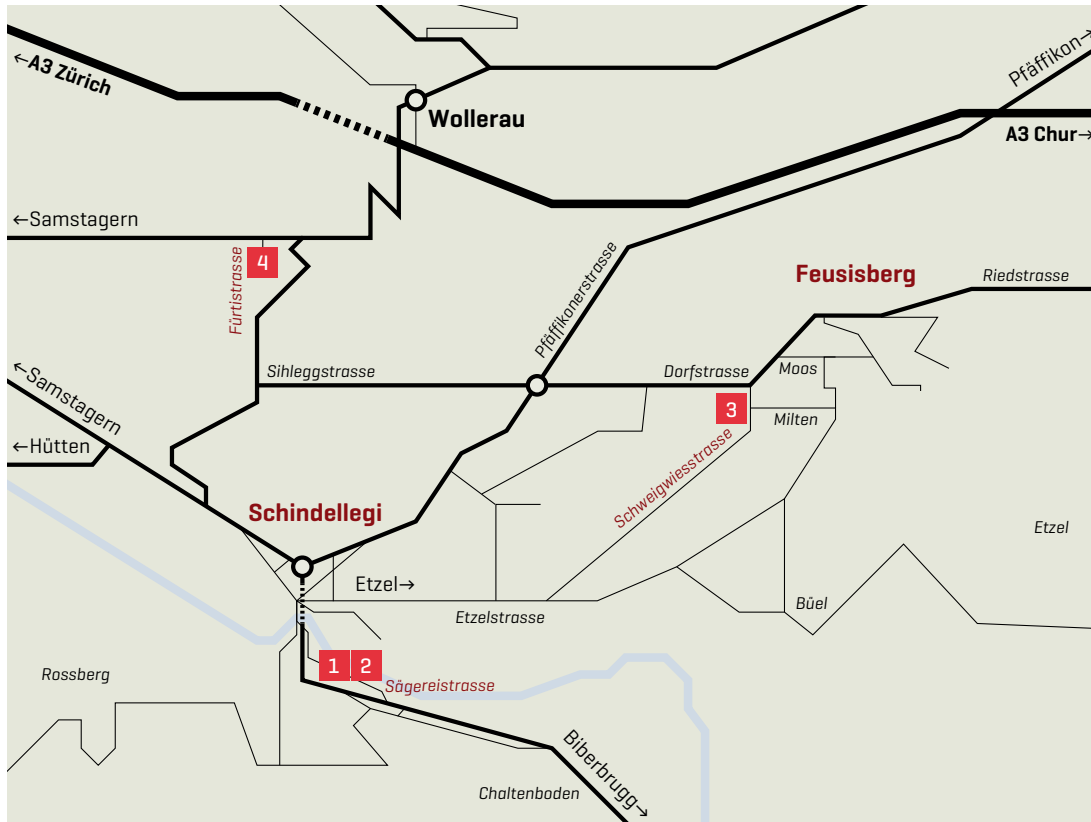 ←A3 Zürich
Pfäffikon→
Wollerau
A3 Chur→
←Samstagern
4
Fürtistrasse
Pfäffikonerstrasse
Feusisberg
Riedstrasse
←Samstagern
Sihleggstrasse
Dorfstrasse
Moos
3
Milten
←Hütten
Schweigwiesstrasse
Schindellegi
Etzel
Etzel→
Etzelstrasse
Büel
1 2
Rossberg
Sägereistrasse
Biberbrugg→
Chaltenboden